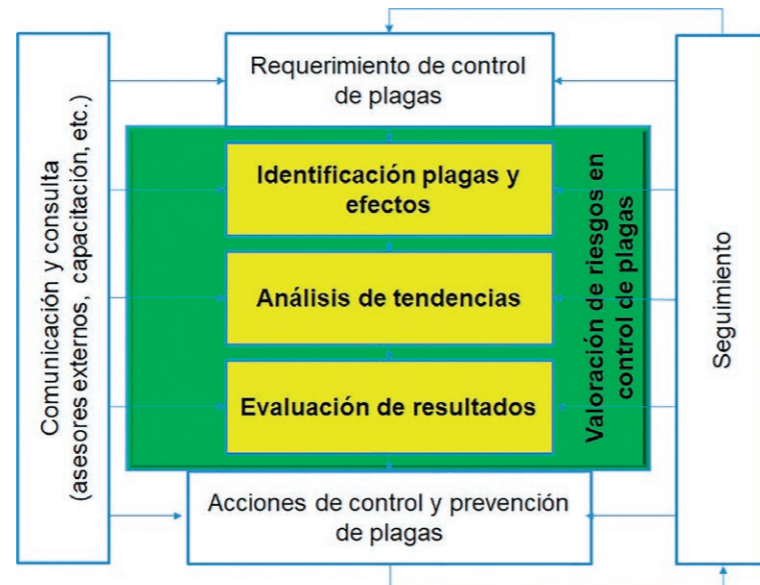 Comunicación y consulta
(asesores externos, capacitación, etc.)
Requerimiento de control
de plagas
Identificación plagas y
efectos
Análisis de tendencias
Evaluación de resultados
Valoración de riesgos en
control de plagas
Acciones de control y prevención
de plagas
Seguimiento